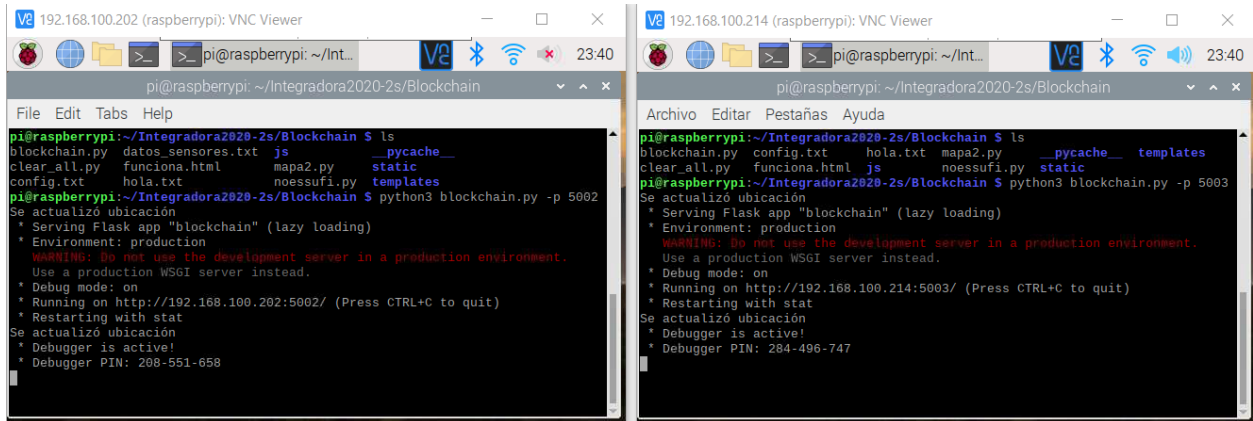 192.168.100.202 (raspberrypi): VNC Viewer
pi@raspberrypi: ~/Int... 23:40
pi@raspberrypi: ~/Integradora2020-2s/Blockchain
File Edit Tabs Help
pi@raspberrypi:~/Integradora2020-2s/Blockchain $ ls
blockchain.py datos_sensores.txt js __pycache__
clear_all.py funciona.html mapa2.py static
config.txt hola.txt noessufi.py templates
pi@raspberrypi:~/Integradora2020-2s/Blockchain $ python3 blockchain.py -p 5002
Se actualizó ubicación
* Serving Flask app "blockchain" (lazy loading)
* Environment: production
WARNING: Do not use the development server in a production environment.
Use a production WSGI server instead.
* Debug mode: on
* Running on http://192.168.100.202:5002/ (Press CTRL+C to quit)
* Restarting with stat
Se actualizó ubicación
* Debugger is active!
* Debugger PIN: 208-551-658
192.168.100.214 (raspberrypi): VNC Viewer
pi@raspberrypi: ~/Int... 23:40
pi@raspberrypi: ~/Integradora2020-2s/Blockchain
Archivo Editar Pestañas Ayuda
pi@raspberrypi:~/Integradora2020-2s/Blockchain $ ls
blockchain.py config.txt hola.txt mapa2.py __pycache__ templates
clear_all.py funciona.html js noessufi.py static
pi@raspberrypi:~/Integradora2020-2s/Blockchain $ python3 blockchain.py -p 5003
Se actualizó ubicación
* Serving Flask app "blockchain" (lazy loading)
* Environment: production
WARNING: Do not use the development server in a production environment.
Use a production WSGI server instead.
* Debug mode: on
* Running on http://192.168.100.214:5003/ (Press CTRL+C to quit)
* Restarting with stat
Se actualizó ubicación
* Debugger is active!
* Debugger PIN: 284-496-747